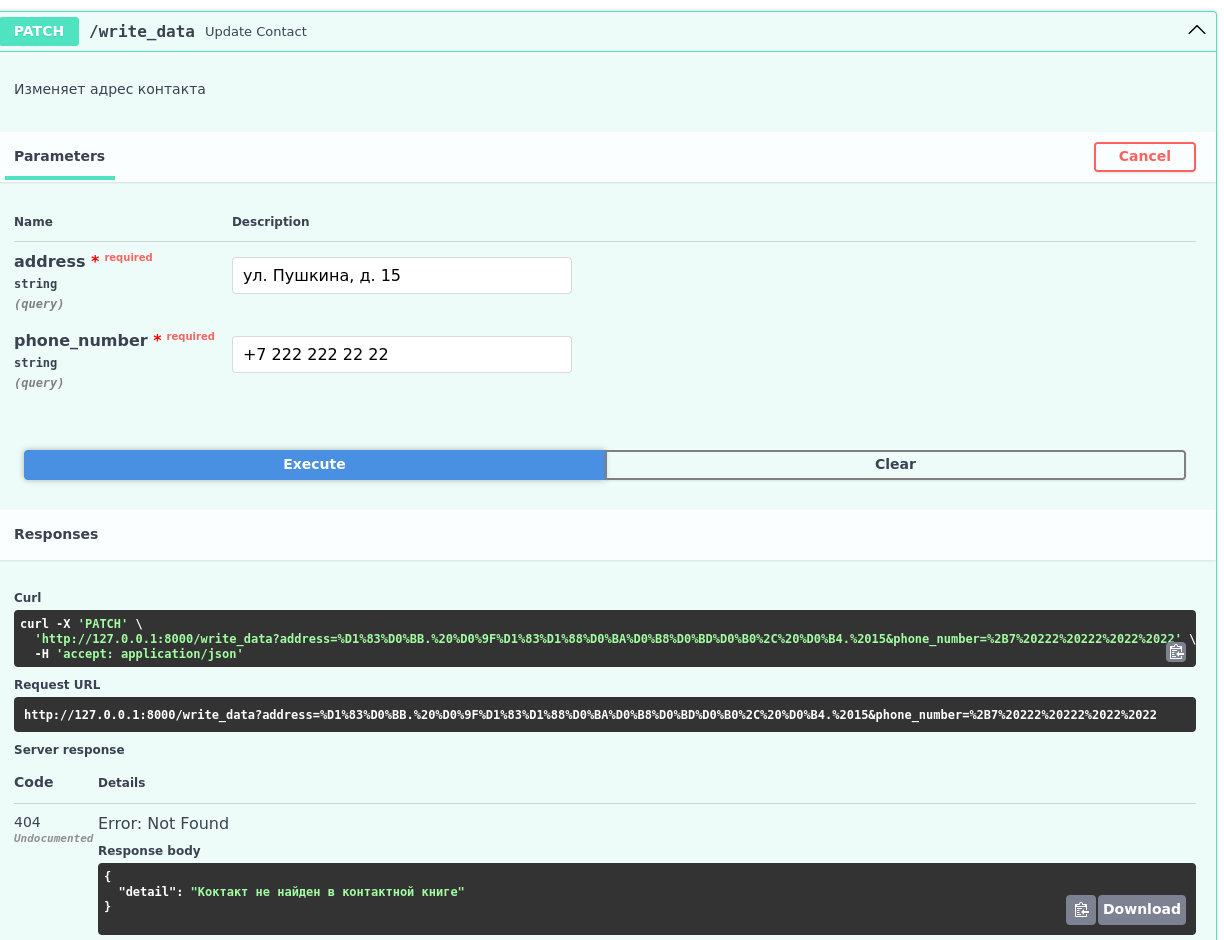 PATCH /write_data Update Contact
Изменяет адрес контакта
Parameters Cancel
Name Description
address * required
string
(query)
ул. Пушкина, д. 15
phone_number * required
string
(query)
+7 222 222 22 22
Execute Clear
Responses
Curl
curl -X 'PATCH' \
'http://127.0.0.1:8000/write_data?address=%D1%83%D0%BB.%20%D0%9F%D1%83%D1%88%D0%BA%D0%B8%D0%BD%D0%B0%2C%20%D0%B4.%2015&phone_number=%2B7%20222%20222%2022%2022' \
-H 'accept: application/json'
Request URL
http://127.0.0.1:8000/write_data?address=%D1%83%D0%BB.%20%D0%9F%D1%83%D1%88%D0%BA%D0%B8%D0%BD%D0%B0%2C%20%D0%B4.%2015&phone_number=%2B7%20222%20222%2022%2022
Server response
Code Details
404
Undocumented
Error: Not Found
Response body
{
"detail": "Коктакт не найден в контактной книге"
}
Download